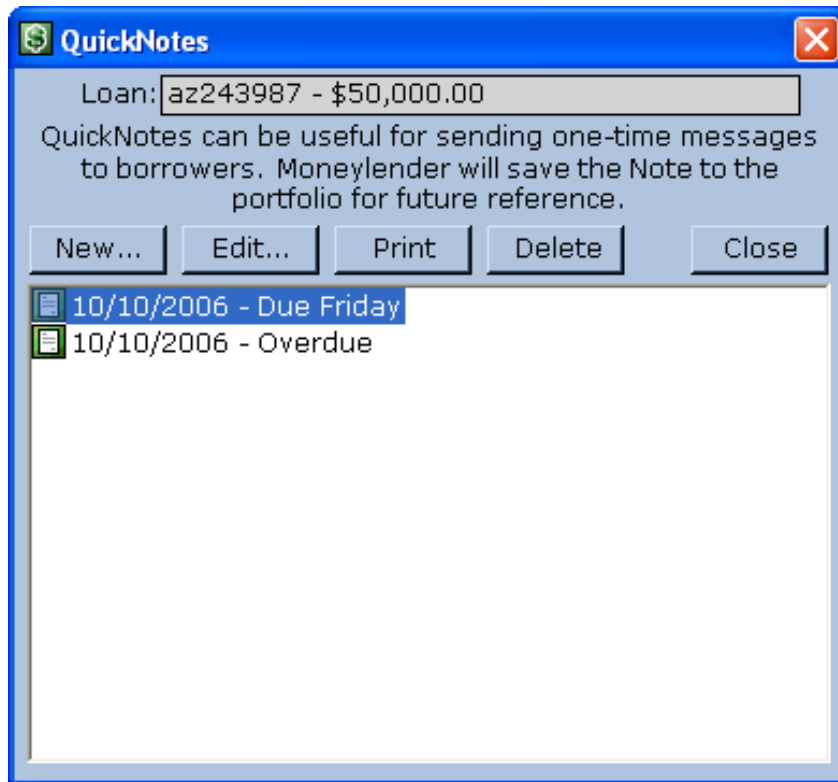 QuickNotes
Loan: az243987 - $50,000.00
QuickNotes can be useful for sending one-time messages
to borrowers. Moneylender will save the Note to the
portfolio for future reference.
New... Edit... Print Delete Close
10/10/2006 - Due Friday
10/10/2006 - Overdue